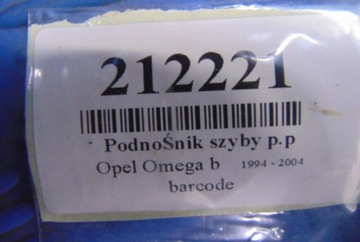 212221
PodnoŚnik szyby p.p
Opel Omega b 1994 - 2004
barcode